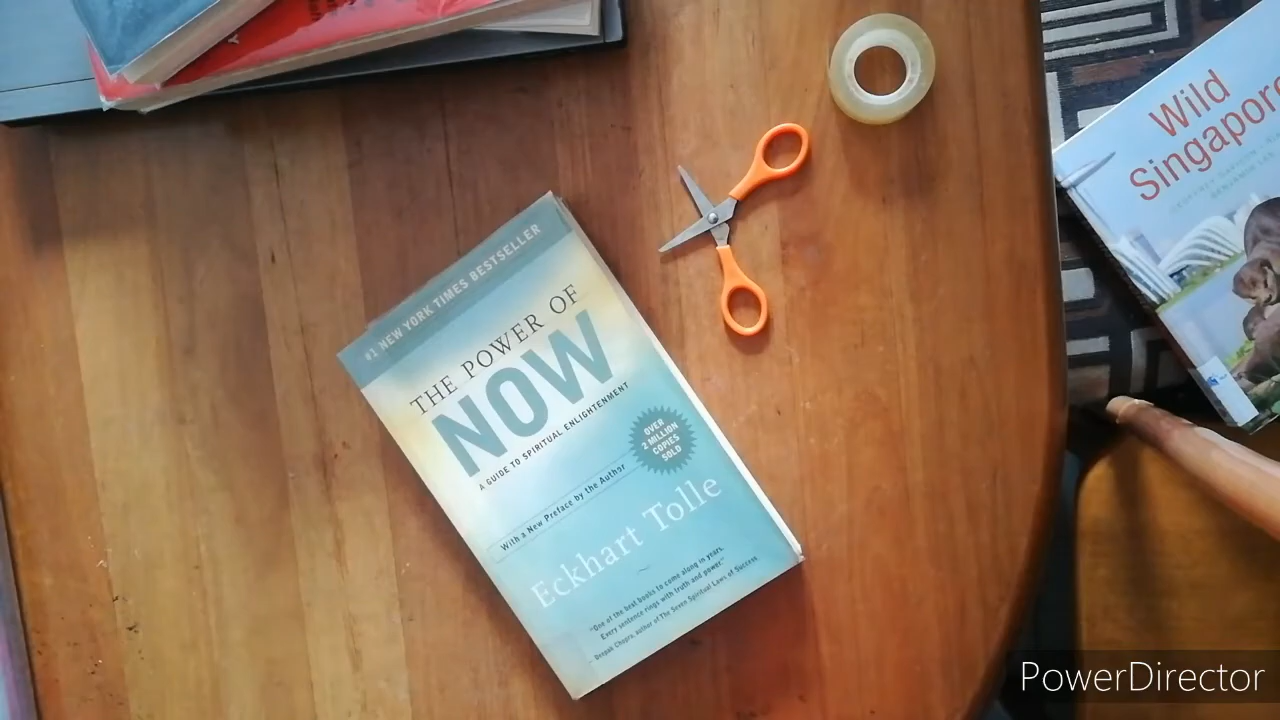 #1 NEW YORK TIMES BESTSELLER
THE POWER OF
NOW
A GUIDE TO SPIRITUAL ENLIGHTENMENT
OVER
2 MILLION
COPIES
SOLD
With a New Preface by the Author
Eckhart Tolle
"One of the best books to come along in years.
Every sentence rings with truth and power."
— Deepak Chopra, author of The Seven Spiritual Laws of Success
Wild
Singapore
PowerDirector